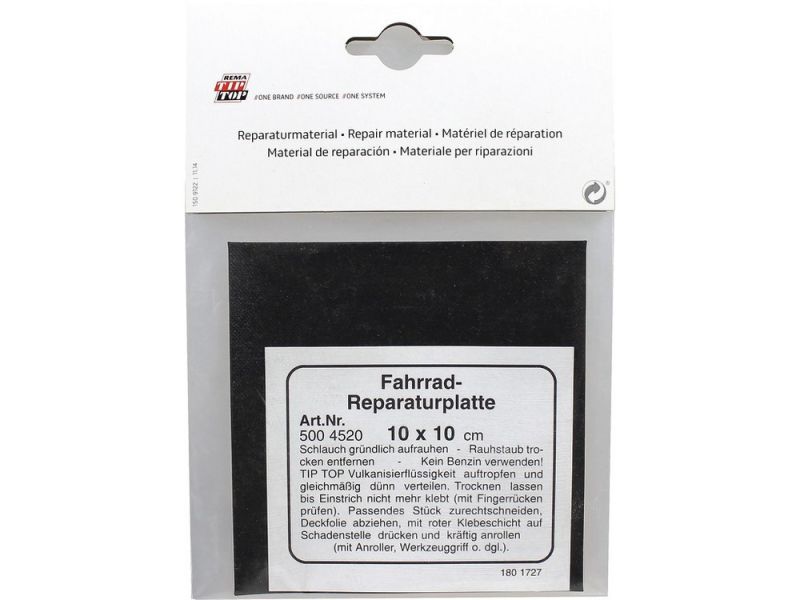 REMA
TIP
TOP
//ONE BRAND //ONE SOURCE //ONE SYSTEM
Reparaturmaterial • Repair material • Matériel de réparation
Material de reparación • Materiale per riparazioni
150 9122 | 11.14
®
Fahrrad-
Reparaturplatte
Art.Nr.
500 4520 10 x 10 cm
Schlauch gründlich aufrauhen - Rauhstaub tro-
cken entfernen - Kein Benzin verwenden!
TIP TOP Vulkanisierflüssigkeit auftropfen und
gleichmäßig dünn verteilen. Trocknen lassen
bis Einstrich nicht mehr klebt (mit Fingerrücken
prüfen). Passendes Stück zurechtschneiden,
Deckfolie abziehen, mit roter Klebeschicht auf
Schadenstelle drücken und kräftig anrollen
(mit Anroller, Werkzeuggriff o. dgl.).
180 1727